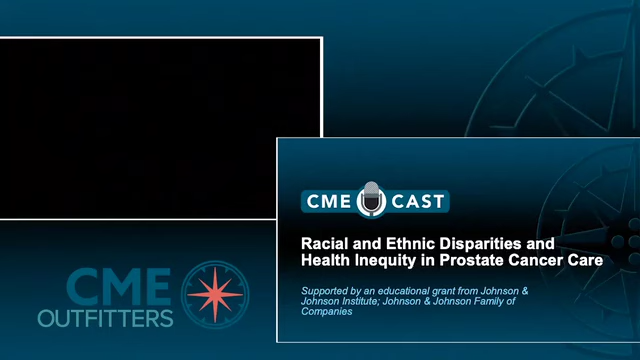 CME CAST
Racial and Ethnic Disparities and
Health Inequity in Prostate Cancer Care
Supported by an educational grant from Johnson &
Johnson Institute; Johnson & Johnson Family of
Companies
CME
OUTFITTERS